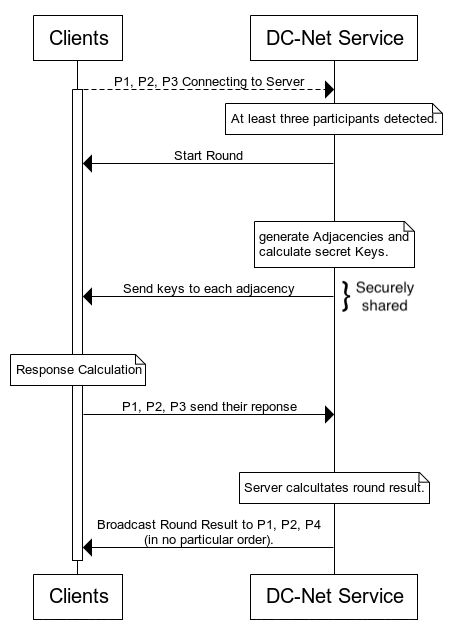 Clients
DC-Net Service
P1, P2, P3 Connecting to Server
At least three participants detected.
Start Round
generate Adjacencies and
calculate secret Keys.
Send keys to each adjacency
} Securely
shared
Response Calculation
P1, P2, P3 send their reponse
Server calcultates round result.
Broadcast Round Result to P1, P2, P4
(in no particular order).
Clients
DC-Net Service